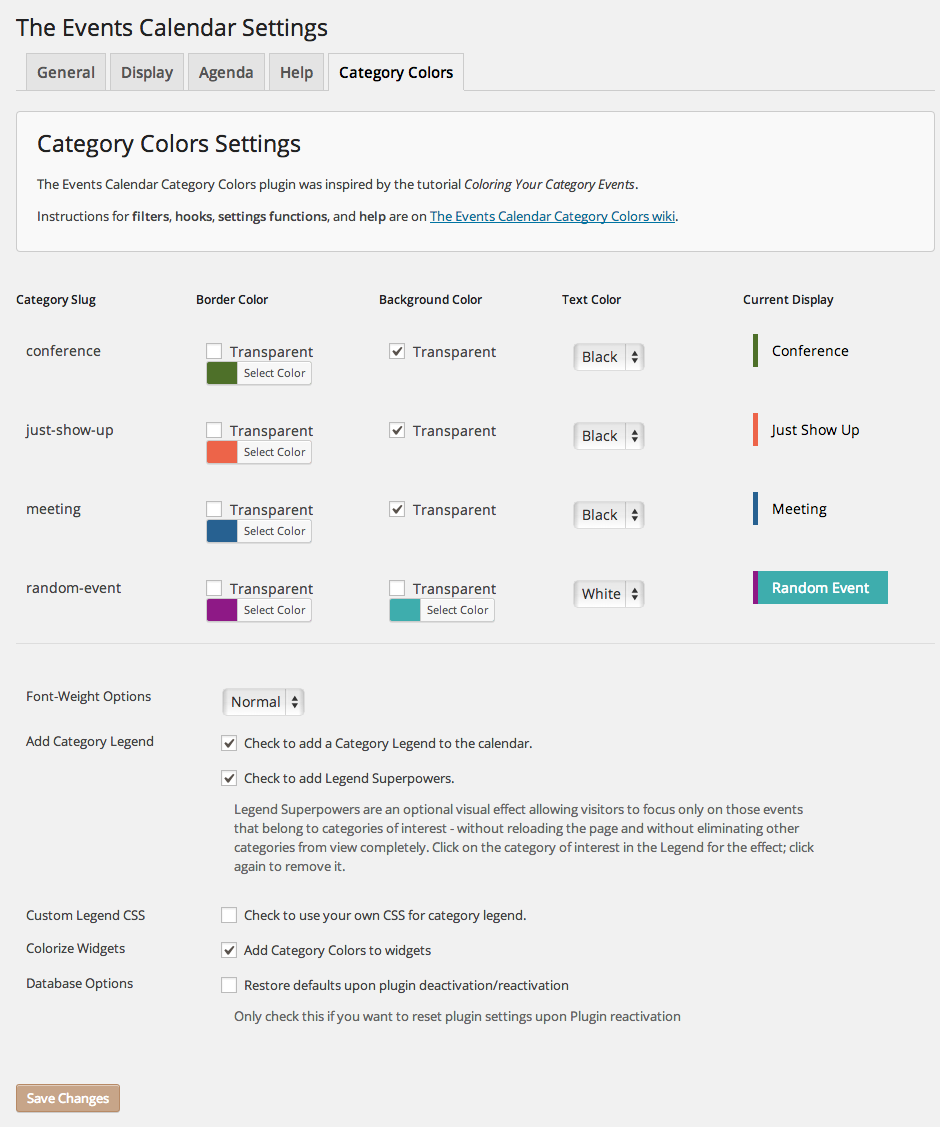 The Events Calendar Settings
General Display Agenda Help Category Colors
Category Colors Settings
The Events Calendar Category Colors plugin was inspired by the tutorial Coloring Your Category Events.
Instructions for filters, hooks, settings functions, and help are on The Events Calendar Category Colors wiki.
Category Slug Border Color Background Color Text Color Current Display
conference Transparent Transparent Black Conference
Select Color
just-show-up Transparent Transparent Black Just Show Up
Select Color
meeting Transparent Transparent Black Meeting
Select Color
random-event Transparent Transparent White Random Event
Select Color Select Color
Font-Weight Options Normal
Add Category Legend Check to add a Category Legend to the calendar.
Check to add Legend Superpowers.
Legend Superpowers are an optional visual effect allowing visitors to focus only on those events
that belong to categories of interest - without reloading the page and without eliminating other
categories from view completely. Click on the category of interest in the Legend for the effect; click
again to remove it.
Custom Legend CSS Check to use your own CSS for category legend.
Colorize Widgets Add Category Colors to widgets
Database Options Restore defaults upon plugin deactivation/reactivation
Only check this if you want to reset plugin settings upon Plugin reactivation
Save Changes